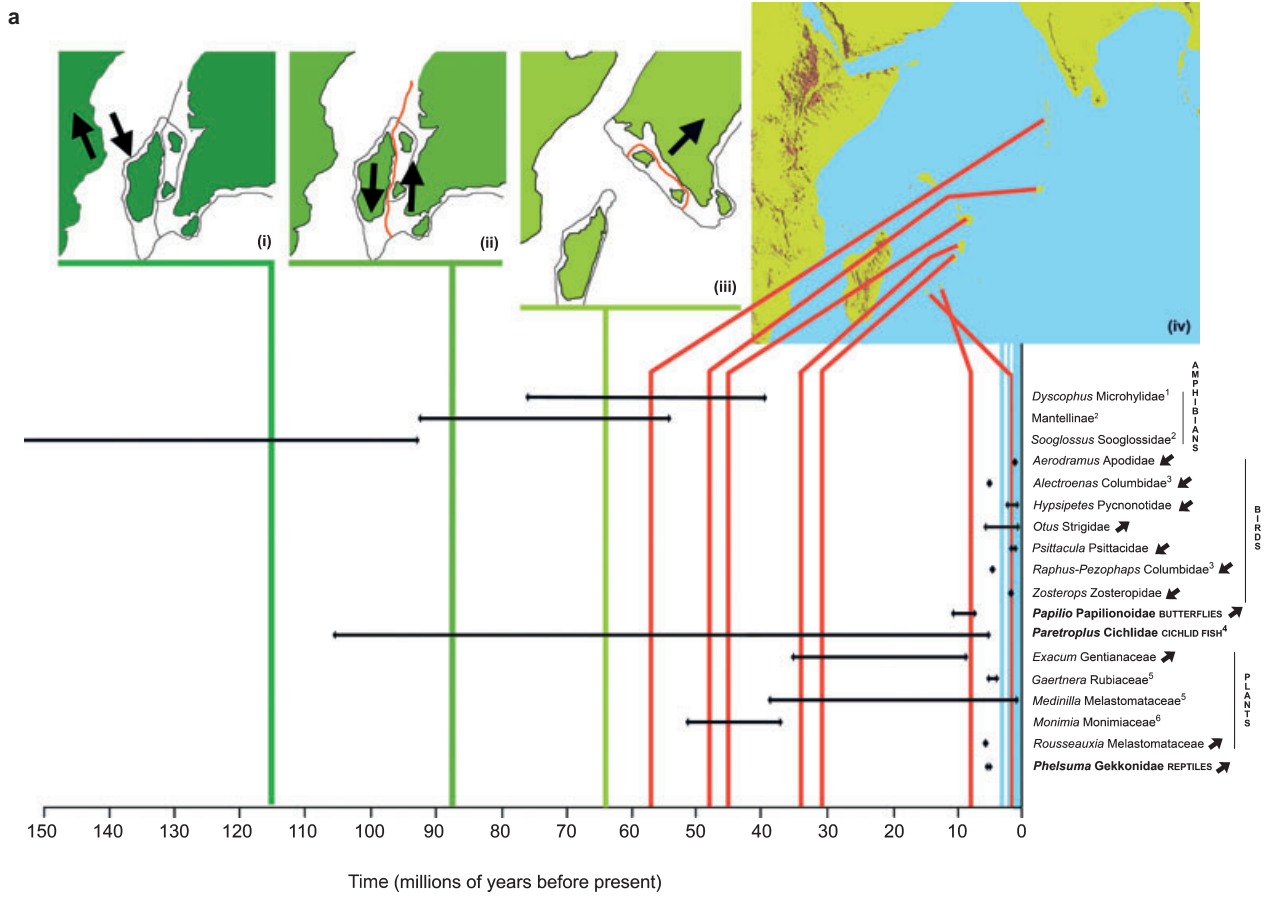 a
(i)
(ii)
(iii)
(iv)
Dyscophus Microhylidae1
Mantellinae2
Sooglossus Sooglossidae2
AMPHIBIANS
Aerodramus Apodidae
Alectroenas Columbidae3
Hypsipetes Pycnonotidae
Otus Strigidae
Psittacula Psittacidae
Raphus-Pezophaps Columbidae3
Zosterops Zosteropidae
BIRDS
Papilio Papilionoidae BUTTERFLIES
Paretroplus Cichlidae CICHLID FISH4
Exacum Gentianaceae
Gaertnera Rubiaceae5
Medinilla Melastomataceae5
Monimia Monimiaceae6
Rousseauxia Melastomataceae
PLANTS
Phelsuma Gekkonidae REPTILES
150 140 130 120 110 100 90 80 70 60 50 40 30 20 10 0
Time (millions of years before present)